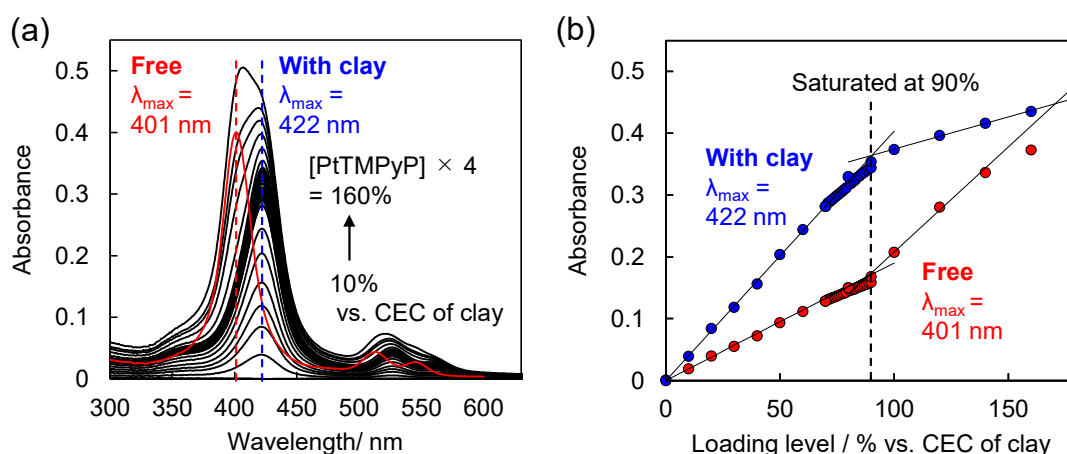 (a)
Absorbance
0.5
0.4
0.3
0.2
0.1
0
Free
λmax =
401 nm
With clay
λmax =
422 nm
[PtTMPyP] × 4
= 160%
10%
vs. CEC of clay
300 350 400 450 500 550 600
Wavelength/ nm
(b)
Absorbance
0.5
0.4
0.3
0.2
0.1
0
Saturated at 90%
With clay
λmax =
422 nm
Free
λmax =
401 nm
0 50 100 150
Loading level / % vs. CEC of clay